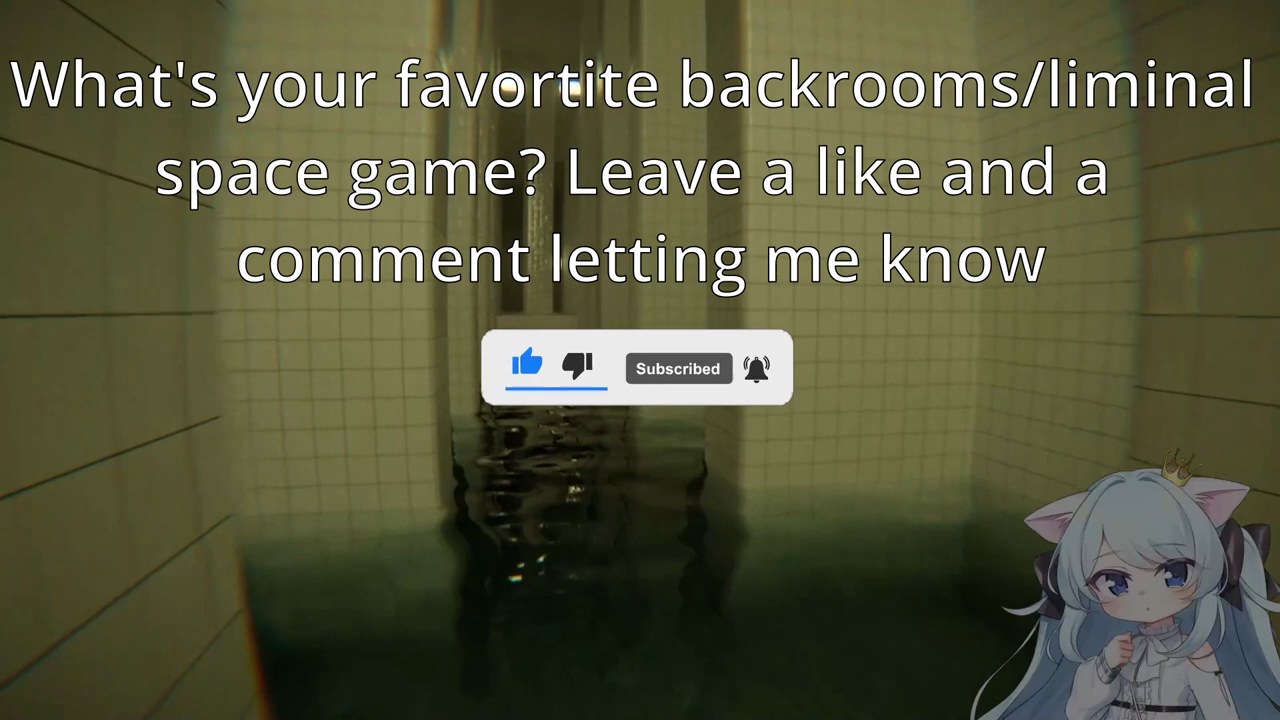 What's your favortite backrooms/liminal
space game? Leave a like and a
comment letting me know
Subscribed